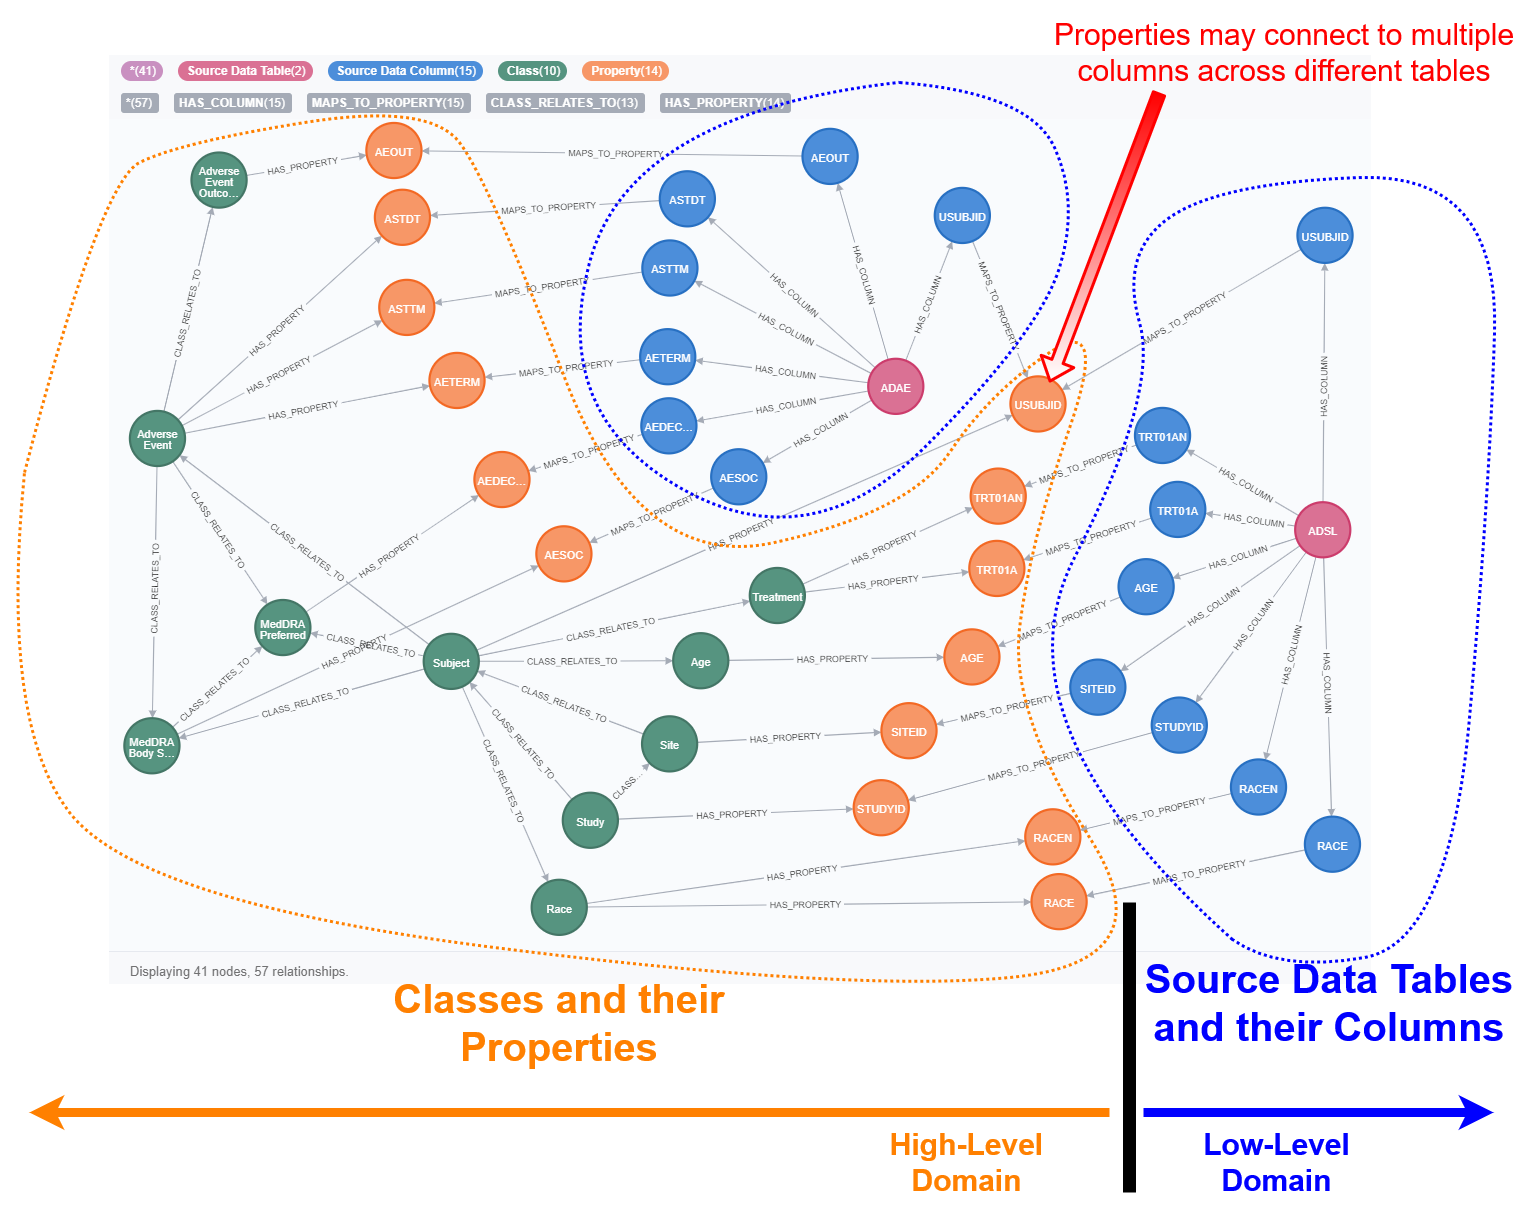 Properties may connect to multiple
columns across different tables
*(41) Source Data Table(2) Source Data Column(15) Class(10) Property(14)
*(57) HAS_COLUMN(15) MAPS_TO_PROPERTY(15) CLASS_RELATES_TO(13) HAS_PROPERTY(14)
Adverse
Event
Outco…
HAS_PROPERTY
AEOUT
MAPS_TO_PROPERTY
AEOUT
ASTDT
MAPS_TO_PROPERTY
ASTDT
USUBJID
USUBJID
CLASS_RELATES_TO
HAS_PROPERTY
ASTTM
MAPS_TO_PROPERTY
ASTTM
HAS_COLUMN
HAS_COLUMN
HAS_COLUMN
HAS_COLUMN
MAPS_TO_PROPERTY
MAPS_TO_PROPERTY
HAS_PROPERTY
AETERM
MAPS_TO_PROPERTY
AETERM
HAS_COLUMN
ADAE
HAS_COLUMN
HAS_PROPERTY
HAS_COLUMN
USUBJID
Adverse
Event
AEDEC…
HAS_COLUMN
TRT01AN
MAPS_TO_PROPERTY
AEDEC…
MAPS_TO_PROPERTY
AESOC
TRT01AN
MAPS_TO_PROPERTY
HAS_COLUMN
CLASS_RELATES_TO
CLASS_RELATES_TO
HAS_PROPERTY
AESOC
MAPS_TO_PROPERTY
HAS_PROPERTY
HAS_PROPERTY
TRT01A
HAS_COLUMN
ADSL
CLASS_RELATES_TO
Treatment
HAS_PROPERTY
TRT01A
MAPS_TO_PROPERTY
HAS_COLUMN
AGE
MedDRA
Preferred
CLASS_RELATES_TO
CLASS_RELATES_TO
MAPS_TO_PROPERTY
HAS_COLUMN
HAS_COLUMN
HAS_COLUMN
HAS_COLUMN
HAS_PROPERTY
Subject
CLASS_RELATES_TO
Age
HAS_PROPERTY
AGE
CLASS_RELATES_TO
CLASS_RELATES_TO
CLASS_RELATES_TO
SITEID
MedDRA
Body S…
CLASS_RELATES_TO
Site
HAS_PROPERTY
SITEID
MAPS_TO_PROPERTY
STUDYID
CLASS_RELATES_TO
CLASS…
MAPS_TO_PROPERTY
Study
HAS_PROPERTY
STUDYID
RACEN
MAPS_TO_PROPERTY
RACEN
RACE
HAS_PROPERTY
MAPS_TO_PROPERTY
Race
HAS_PROPERTY
RACE
Displaying 41 nodes, 57 relationships.
Classes and their
Properties
Source Data Tables
and their Columns
High-Level
Domain
Low-Level
Domain